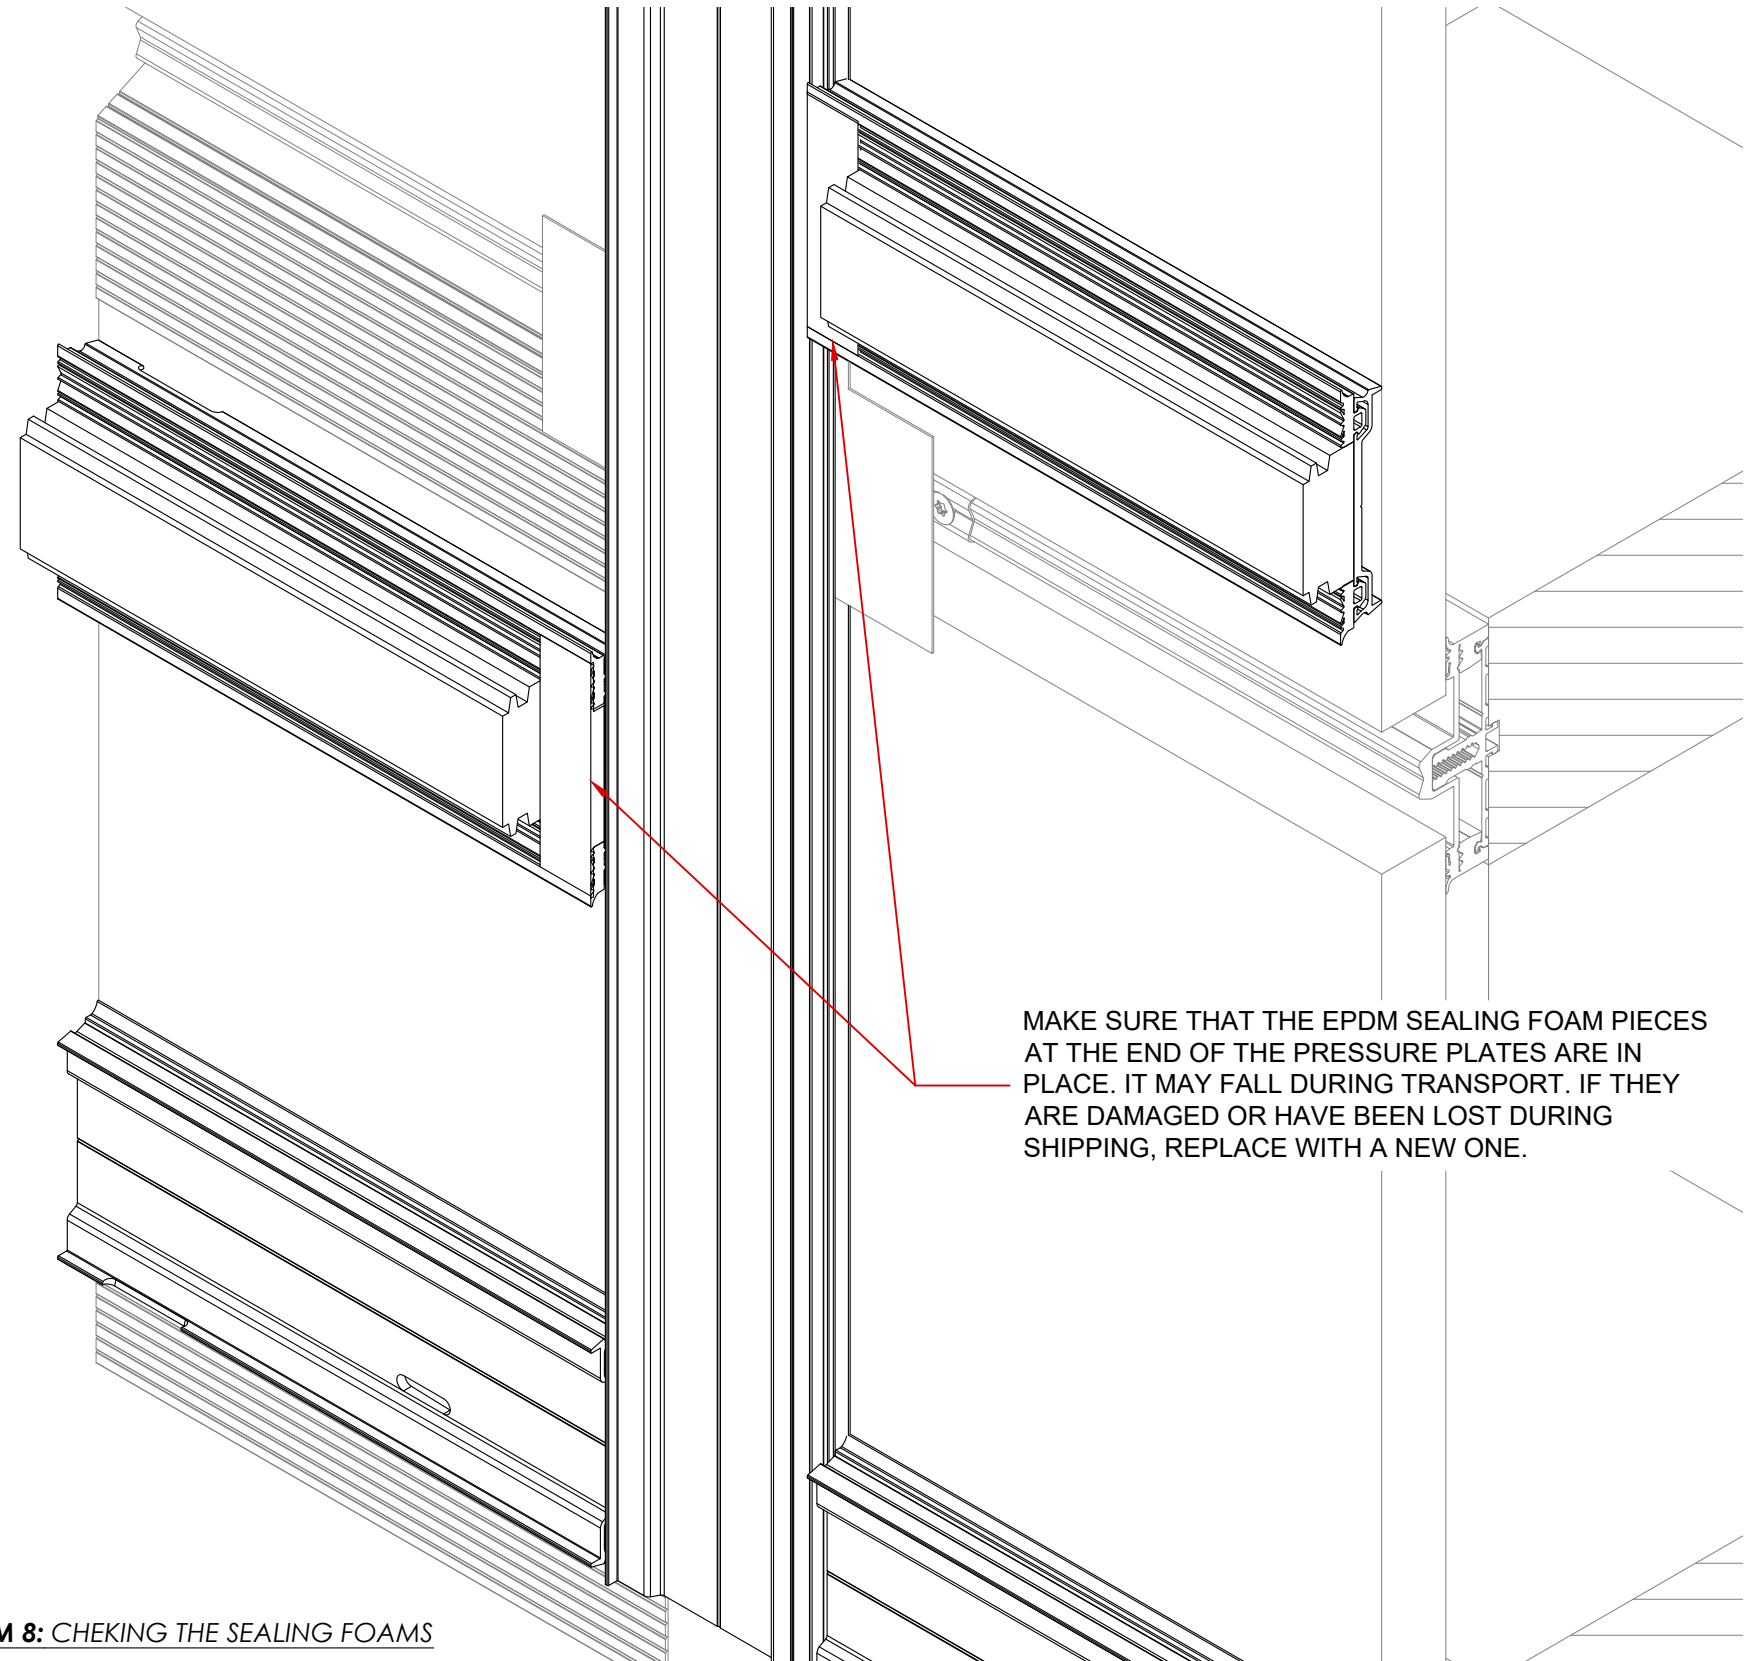 MAKE SURE THAT THE EPDM SEALING FOAM PIECES
AT THE END OF THE PRESSURE PLATES ARE IN
PLACE. IT MAY FALL DURING TRANSPORT. IF THEY
ARE DAMAGED OR HAVE BEEN LOST DURING
SHIPPING, REPLACE WITH A NEW ONE.
M 8: CHEKING THE SEALING FOAMS